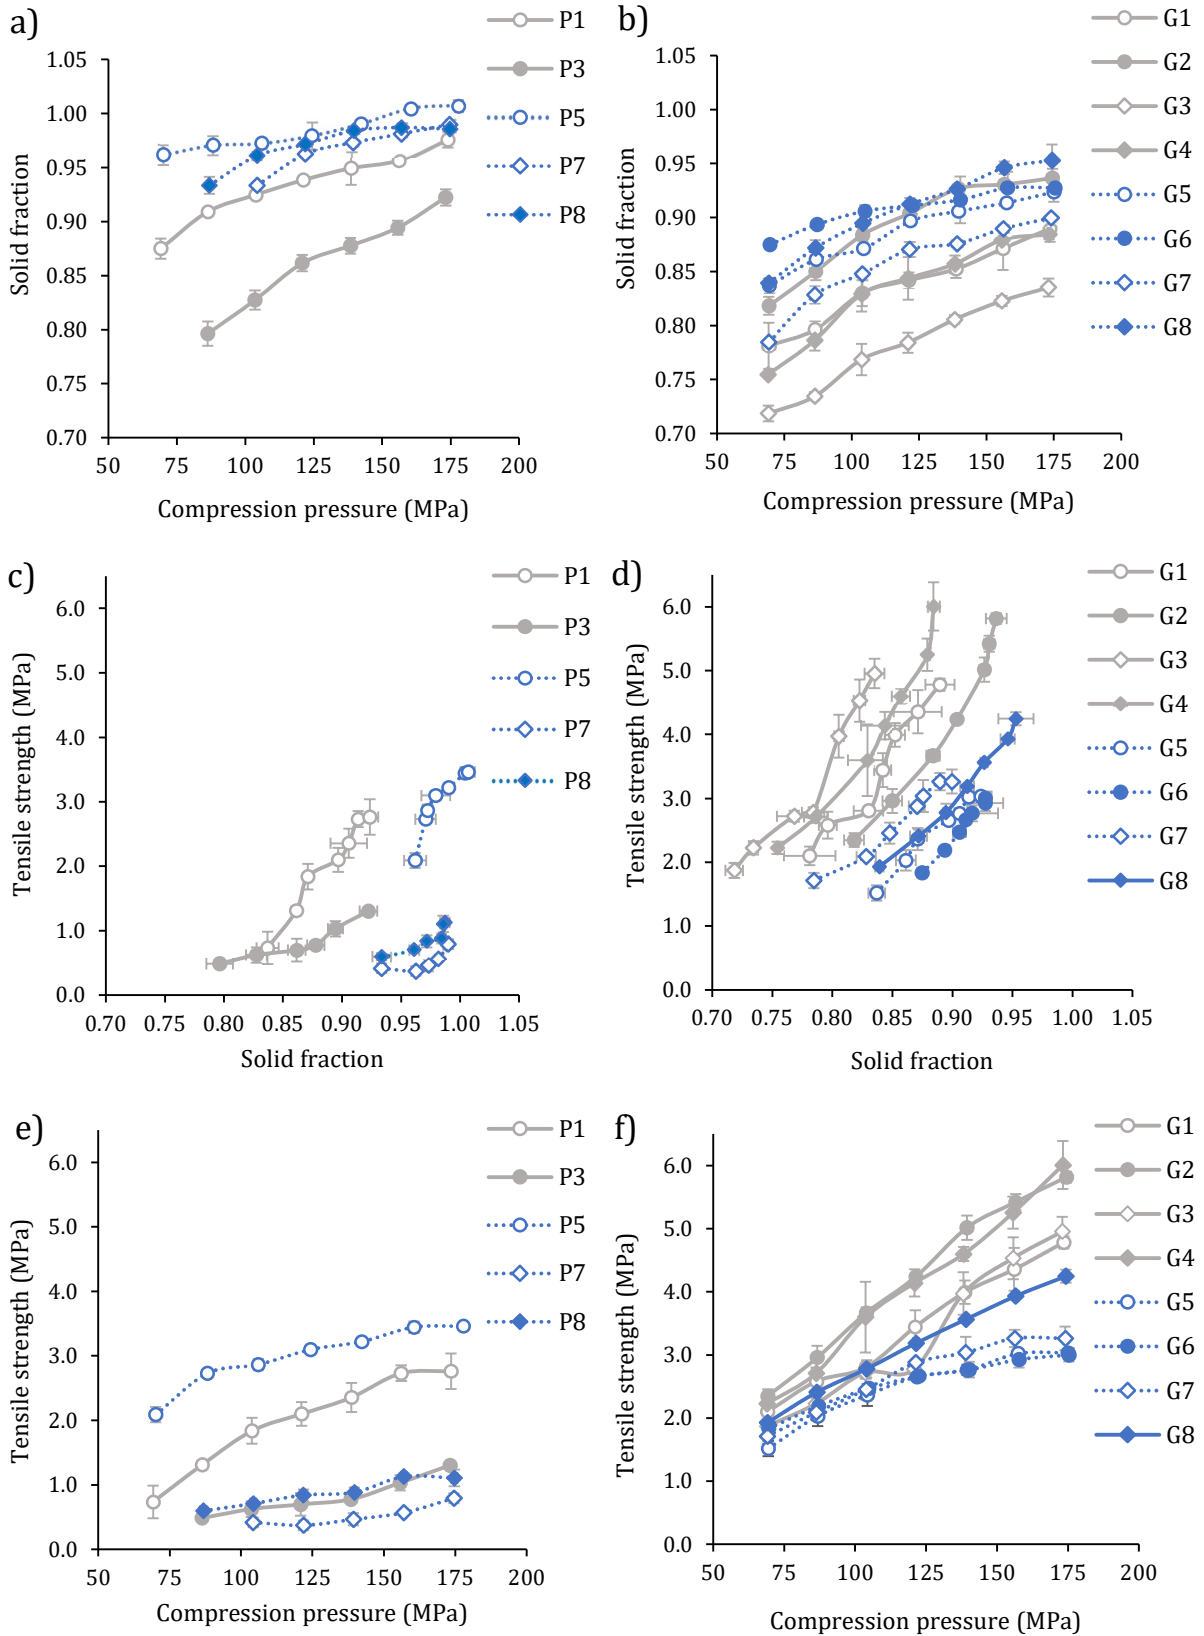 a)
P1
P3
P5
P7
P8
1.05
1.00
0.95
0.90
0.85
0.80
0.75
0.70
Solid fraction
50 75 100 125 150 175 200
Compression pressure (MPa)
b)
G1
G2
G3
G4
G5
G6
G7
G8
1.05
1.00
0.95
0.90
0.85
0.80
0.75
0.70
Solid fraction
50 75 100 125 150 175 200
Compression pressure (MPa)
c)
P1
P3
P5
P7
P8
6.0
5.0
4.0
3.0
2.0
1.0
0.0
Tensile strength (MPa)
0.70 0.75 0.80 0.85 0.90 0.95 1.00 1.05
Solid fraction
d)
G1
G2
G3
G4
G5
G6
G7
G8
6.0
5.0
4.0
3.0
2.0
1.0
0.0
Tensile strength (MPa)
0.70 0.75 0.80 0.85 0.90 0.95 1.00 1.05
Solid fraction
e)
P1
P3
P5
P7
P8
6.0
5.0
4.0
3.0
2.0
1.0
0.0
Tensile strength (MPa)
50 75 100 125 150 175 200
Compression pressure (MPa)
f)
G1
G2
G3
G4
G5
G6
G7
G8
6.0
5.0
4.0
3.0
2.0
1.0
0.0
Tensile strength (MPa)
50 75 100 125 150 175 200
Compression pressure (MPa)